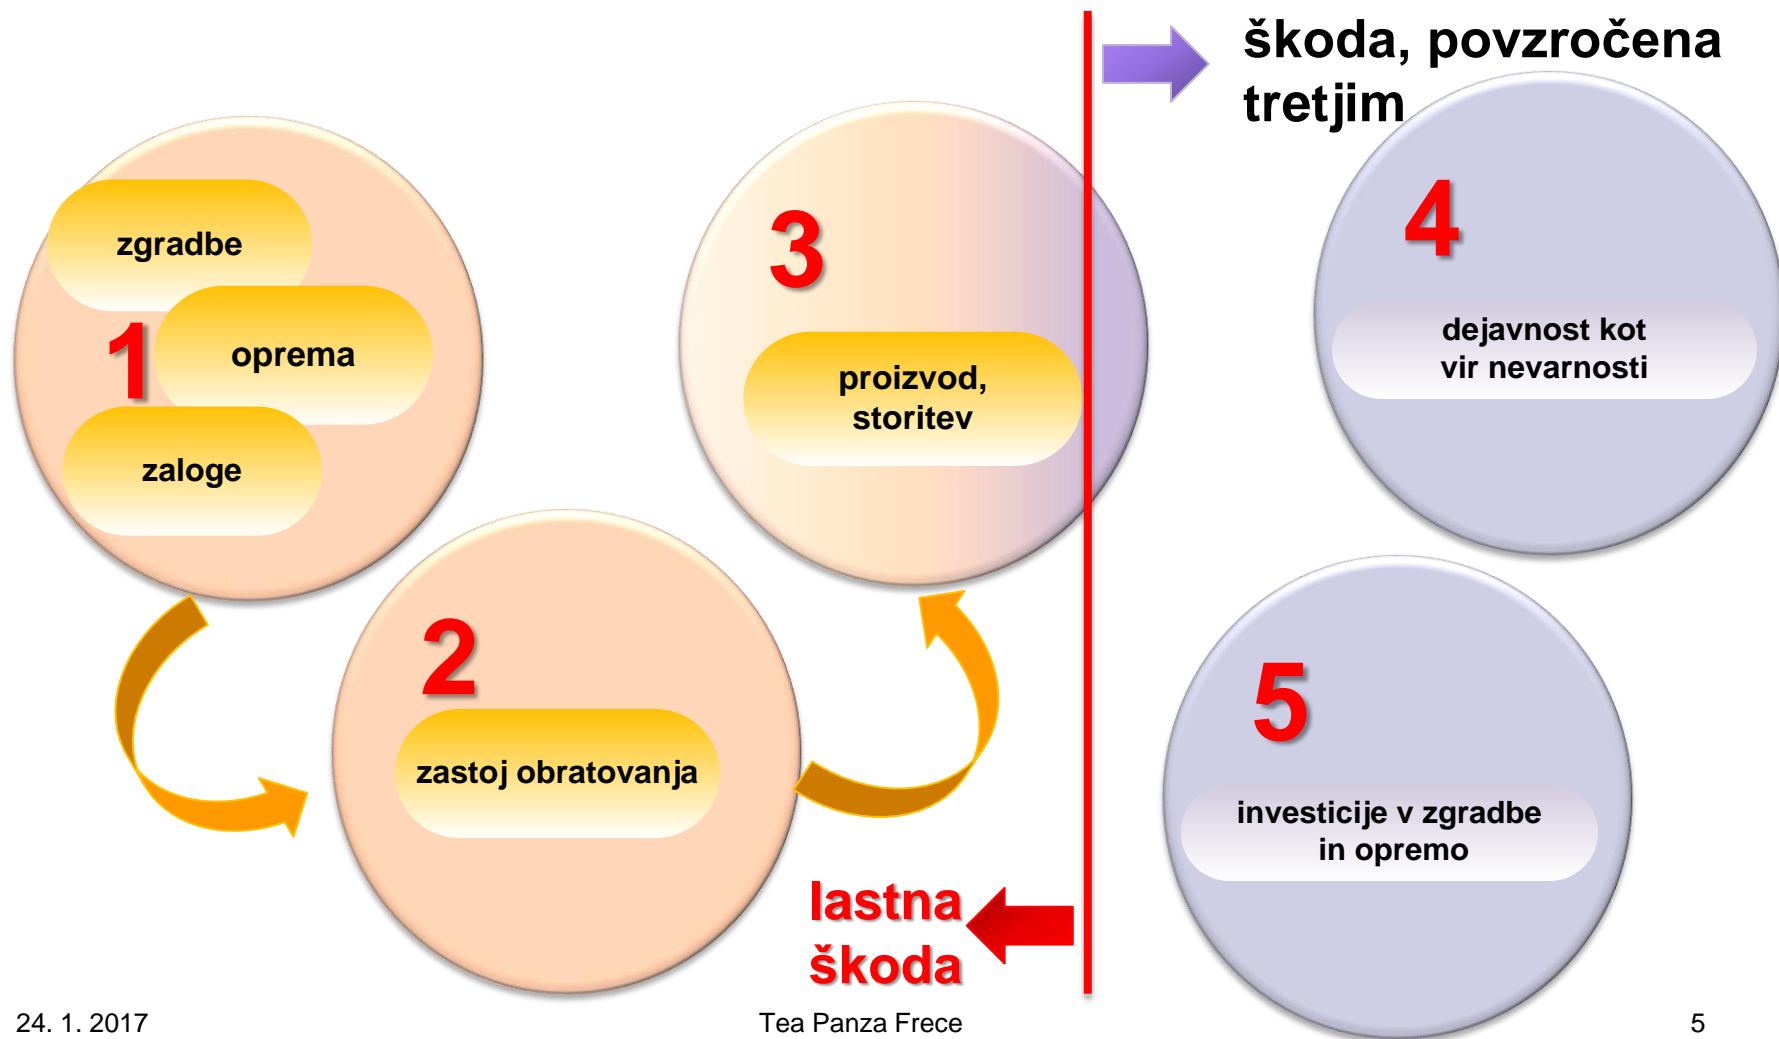 škoda, povzročena
tretjim
1
zgradbe
oprema
zaloge
2
zastoj obratovanja
3
proizvod,
storitev
4
dejavnost kot
vir nevarnosti
5
investicije v zgradbe
in opremo
lastna
škoda
24. 1. 2017
Tea Panza Frece
5